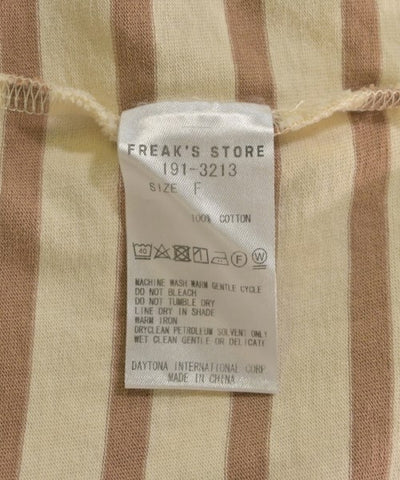 FREAK'S STORE
191-3213
SIZE F
100% COTTON
40 F W
MACHINE WASH WARM GENTLE CYCLE
DO NOT BLEACH
DO NOT TUMBLE DRY
LINE DRY IN SHADE
WARM IRON
DRYCLEAN PETROLEUM SOLVENT ONLY
WET CLEAN GENTLE OR DELICATE
DAYTONA INTERNATIONAL CORP
MADE IN CHINA